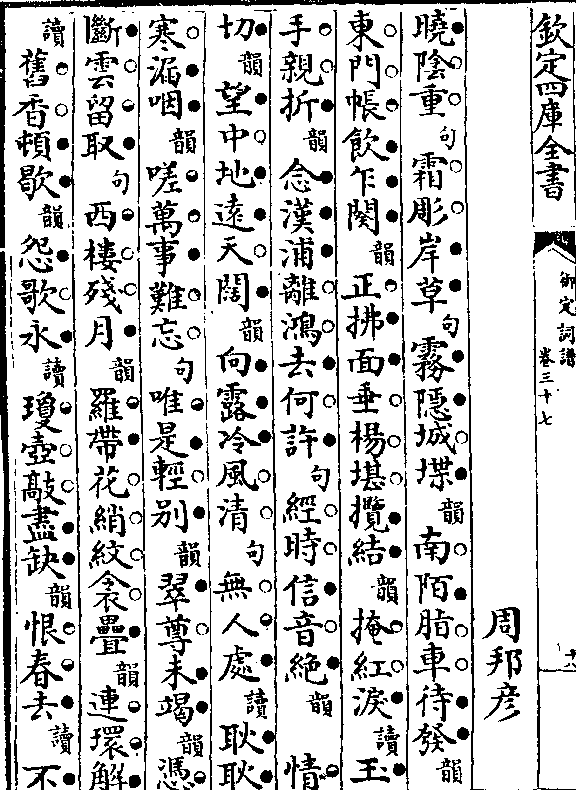 欽定四庫全書
御定詞譜
卷三十七
周邦彦
曉陰重句霜彫岸草句霧隠城堞韻南陌脂車待發韻
東門帳飲乍闋韻正拂面垂楊堪攬結韻掩紅淚讀玉
手親折韻念漢浦離鴻去何許句經時信音絶韻　情
切韻望中地遠天闊韻向露冷風清句無人處讀耿耿
寒漏咽韻嗟萬事難忘句唯是輕别韻翠尊未竭韻憑
斷雲留取句西樓殘月韻羅帶花綃紋衾疊韻連環解
讀舊香頓歇韻怨歌永讀瓊壺敲盡缺韻恨春去讀不